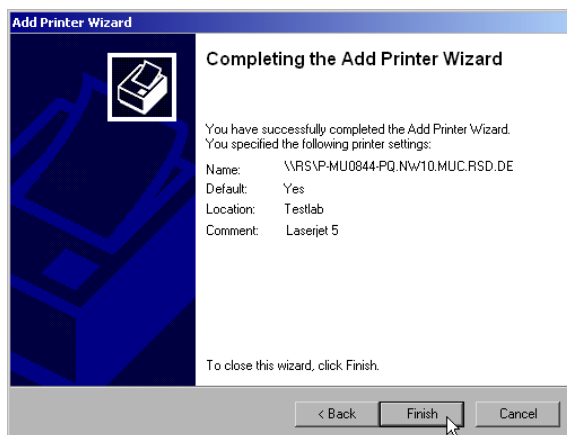 Add Printer Wizard
Completing the Add Printer Wizard
You have successfully completed the Add Printer Wizard.
You specified the following printer settings:
Name: \\RS\P-MU0844-PQ.NW10.MUC.RSD.DE
Default: Yes
Location: Testlab
Comment: Laserjet 5
To close this wizard, click Finish.
< Back Finish Cancel